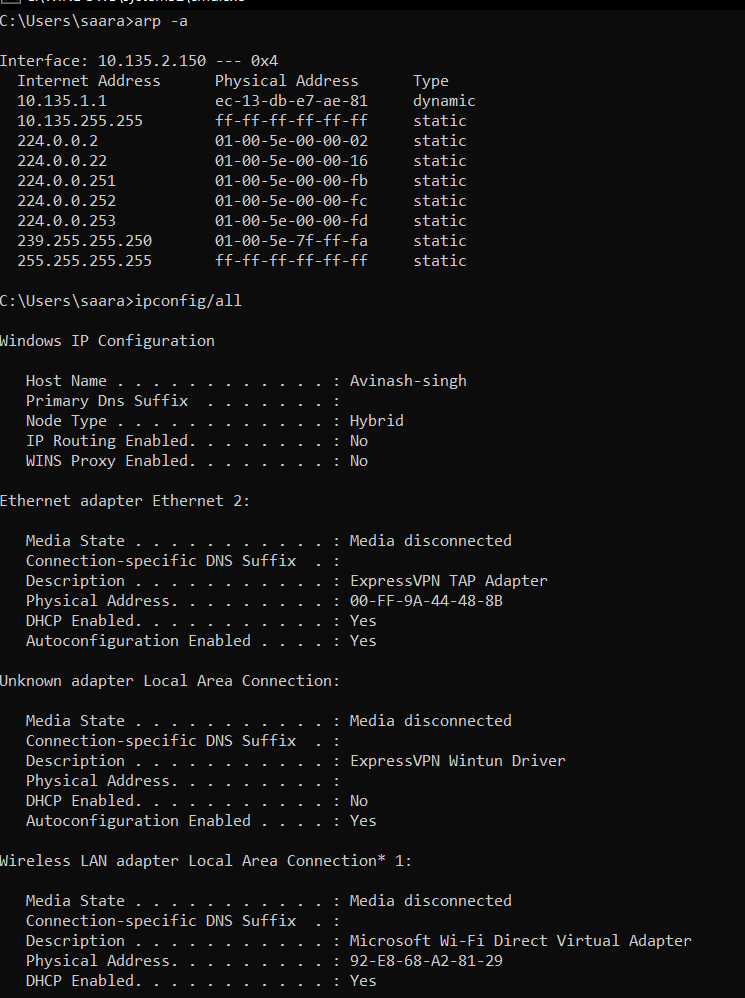 C:\Users\saara>arp -a
Interface: 10.135.2.150 --- 0x4
Internet Address Physical Address Type
10.135.1.1 ec-13-db-e7-ae-81 dynamic
10.135.255.255 ff-ff-ff-ff-ff-ff static
224.0.0.2 01-00-5e-00-00-02 static
224.0.0.22 01-00-5e-00-00-16 static
224.0.0.251 01-00-5e-00-00-fb static
224.0.0.252 01-00-5e-00-00-fc static
224.0.0.253 01-00-5e-00-00-fd static
239.255.255.250 01-00-5e-7f-ff-fa static
255.255.255.255 ff-ff-ff-ff-ff-ff static
C:\Users\saara>ipconfig/all
Windows IP Configuration
Host Name . . . . . . . . . . . . : Avinash-singh
Primary Dns Suffix . . . . . . . :
Node Type . . . . . . . . . . . . : Hybrid
IP Routing Enabled. . . . . . . . : No
WINS Proxy Enabled. . . . . . . . : No
Ethernet adapter Ethernet 2:
Media State . . . . . . . . . . . : Media disconnected
Connection-specific DNS Suffix . :
Description . . . . . . . . . . . : ExpressVPN TAP Adapter
Physical Address. . . . . . . . . : 00-FF-9A-44-48-8B
DHCP Enabled. . . . . . . . . . . : Yes
Autoconfiguration Enabled . . . . : Yes
Unknown adapter Local Area Connection:
Media State . . . . . . . . . . . : Media disconnected
Connection-specific DNS Suffix . :
Description . . . . . . . . . . . : ExpressVPN Wintun Driver
Physical Address. . . . . . . . . :
DHCP Enabled. . . . . . . . . . . : No
Autoconfiguration Enabled . . . . : Yes
Wireless LAN adapter Local Area Connection* 1:
Media State . . . . . . . . . . . : Media disconnected
Connection-specific DNS Suffix . :
Description . . . . . . . . . . . : Microsoft Wi-Fi Direct Virtual Adapter
Physical Address. . . . . . . . . : 92-E8-68-A2-81-29
DHCP Enabled. . . . . . . . . . . : Yes